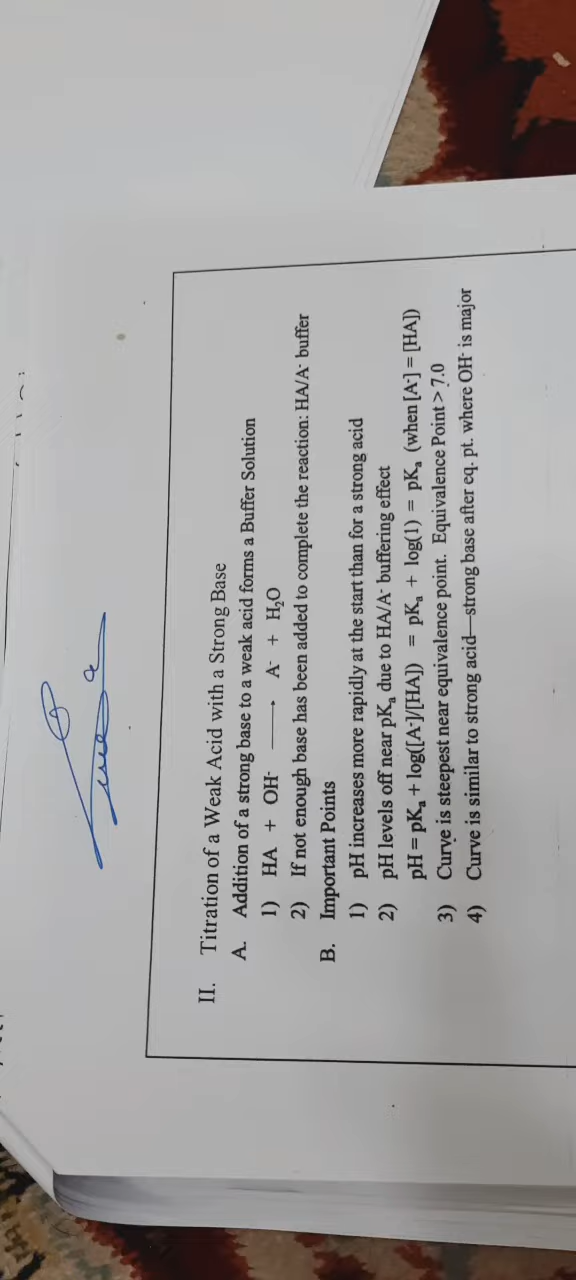 II. Titration of a Weak Acid with a Strong Base
A. Addition of a strong base to a weak acid forms a Buffer Solution
1) HA + OH⁻ ⟶ A⁻ + H₂O
2) If not enough base has been added to complete the reaction: HA/A⁻ buffer
B. Important Points
1) pH increases more rapidly at the start than for a strong acid
2) pH levels off near pKₐ due to HA/A⁻ buffering effect
pH = pKₐ + log([A⁻]/[HA]) = pKₐ + log(1) = pKₐ (when [A⁻] = [HA])
3) Curve is steepest near equivalence point. Equivalence Point > 7.0
4) Curve is similar to strong acid—strong base after eq. pt. where OH⁻ is major